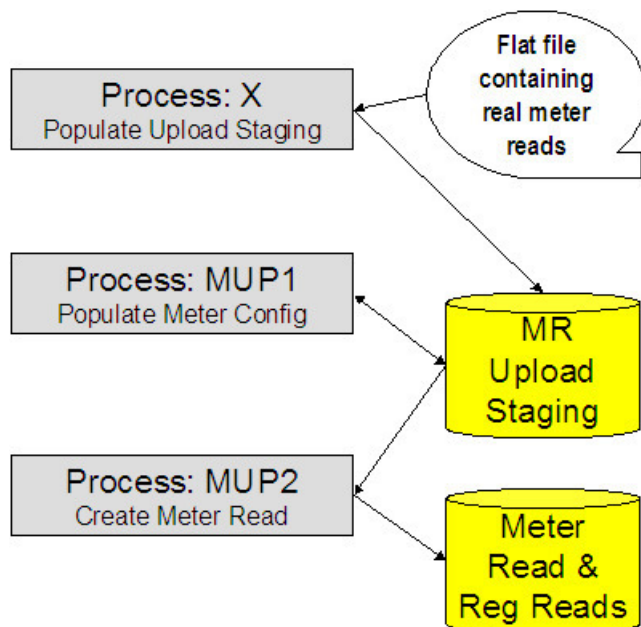 Flat file
containing
real meter
reads
Process: X
Populate Upload Staging
Process: MUP1
Populate Meter Config
MR
Upload
Staging
Process: MUP2
Create Meter Read
Meter
Read &
Reg Reads